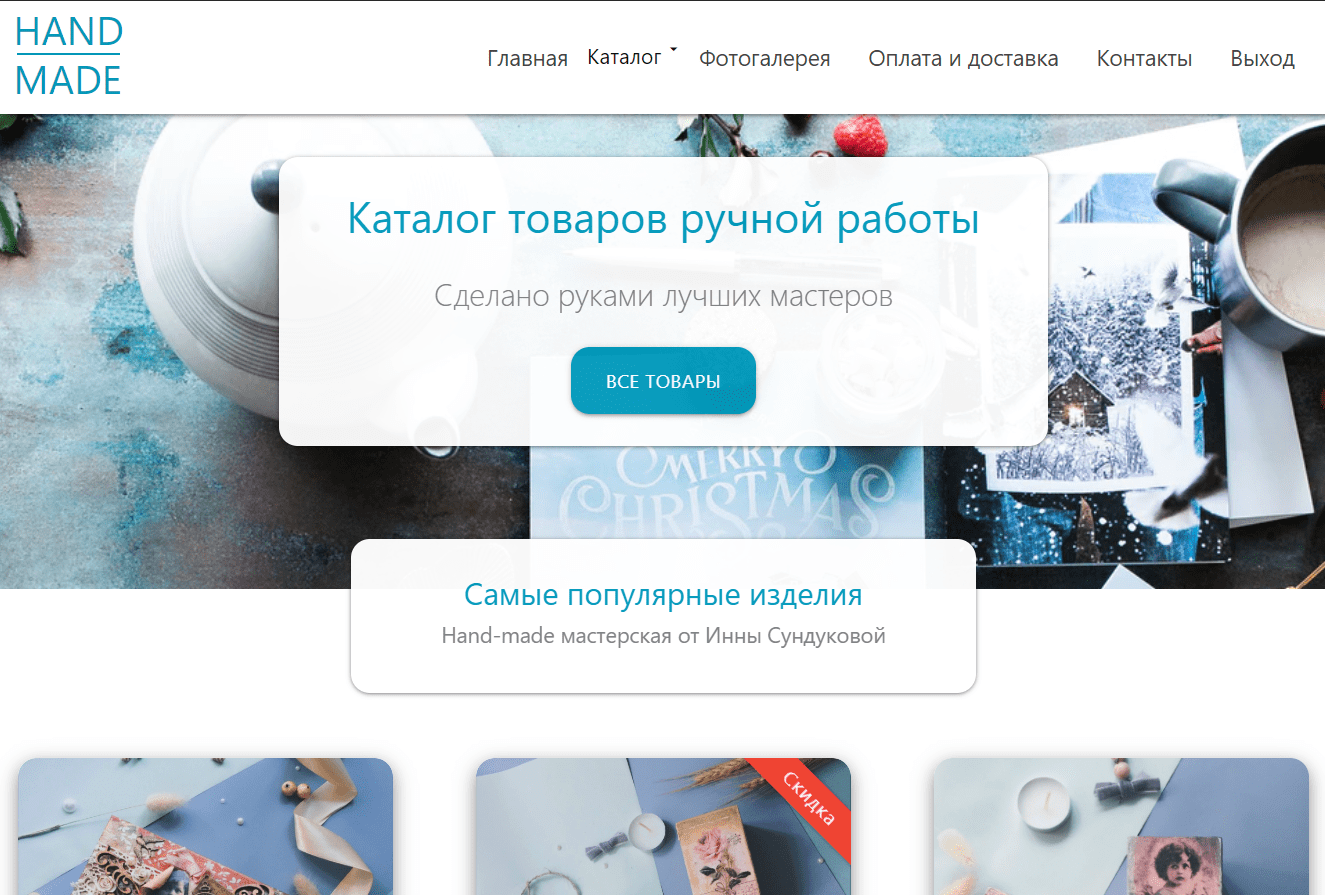 HAND
MADE
Главная Каталог Фотогалерея Оплата и доставка Контакты Выход
Каталог товаров ручной работы
Сделано руками лучших мастеров
ВСЕ ТОВАРЫ
MERRY
CHRISTMAS
Самые популярные изделия
Hand-made мастерская от Инны Сундуковой
Скидка